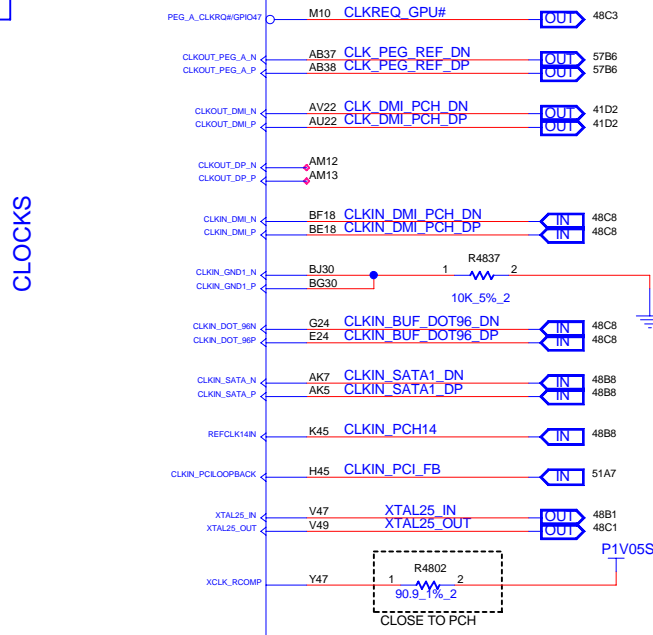 PEG_A_CLKRQ#/GPIO47 M10 CLKREQ_GPU# OUT 48C3
CLKOUT_PEG_A_N AB37 CLK_PEG_REF_DN OUT 57B6
CLKOUT_PEG_A_P AB38 CLK_PEG_REF_DP OUT 57B6
CLKOUT_DMI_N AV22 CLK_DMI_PCH_DN OUT 41D2
CLKOUT_DMI_P AU22 CLK_DMI_PCH_DP OUT 41D2
CLKOUT_DP_N AM12
CLKOUT_DP_P AM13
CLOCKS
CLKIN_DMI_N BF18 CLKIN_DMI_PCH_DN IN 48C8
CLKIN_DMI_P BE18 CLKIN_DMI_PCH_DP IN 48C8
R4837
CLKIN_GND1_N BJ30 1 2
CLKIN_GND1_P BG30
10K_5%_2
CLKIN_DOT_96N G24 CLKIN_BUF_DOT96_DN IN 48C8
CLKIN_DOT_96P E24 CLKIN_BUF_DOT96_DP IN 48C8
CLKIN_SATA_N AK7 CLKIN_SATA1_DN IN 48B8
CLKIN_SATA_P AK5 CLKIN_SATA1_DP IN 48B8
REFCLK14IN K45 CLKIN_PCH14 IN 48B8
CLKIN_PCILOOPBACK H45 CLKIN_PCI_FB IN 51A7
XTAL25_IN V47 XTAL25_IN OUT 48B1
XTAL25_OUT V49 XTAL25_OUT OUT 48C1
P1V05S
R4802
XCLK_RCOMP Y47 1 2
90.9_1%_2
CLOSE TO PCH